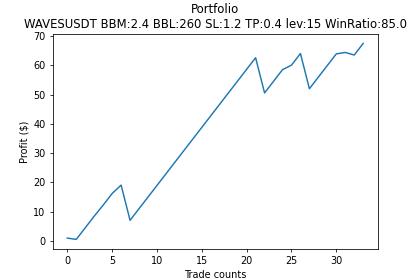 Portfolio
WAVESUSDT BBM:2.4 BBL:260 SL:1.2 TP:0.4 lev:15 WinRatio:85.0
70
60
50
40
30
20
10
0
Profit ($)
0 5 10 15 20 25 30
Trade counts